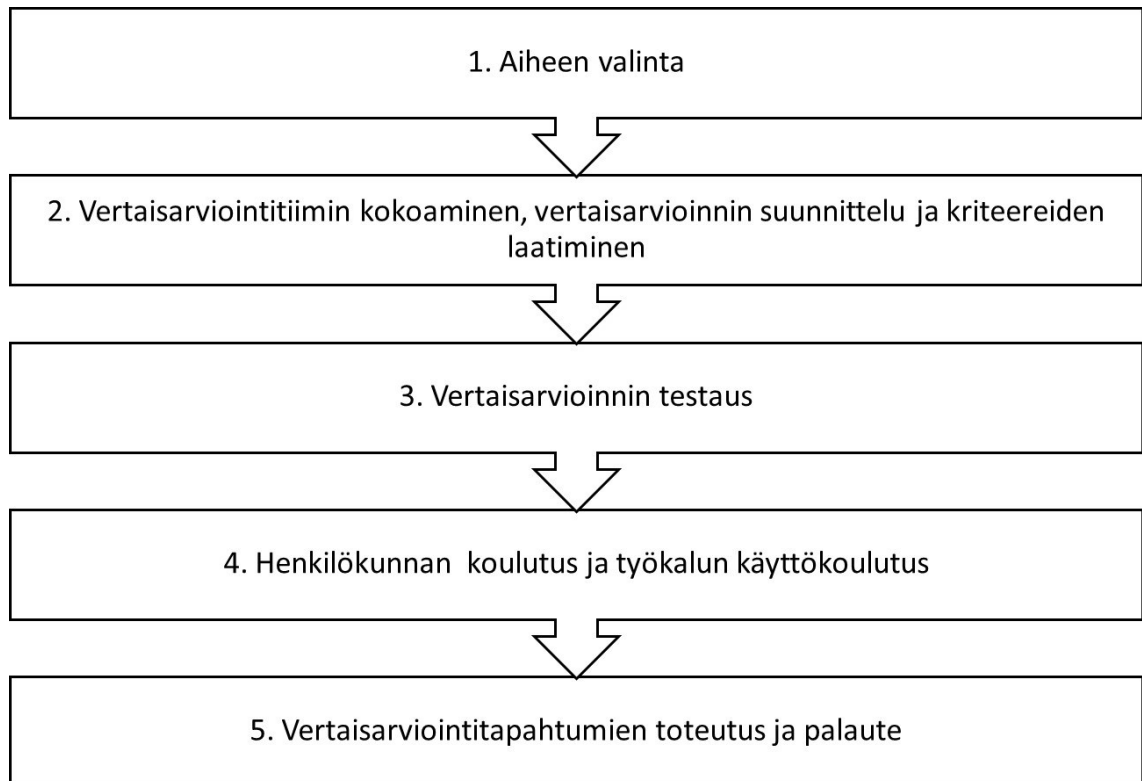 1. Aiheen valinta
2. Vertaisarviointitiimin kokoaminen, vertaisarvioinnin suunnittelu ja kriteereiden
laatiminen
3. Vertaisarvioinnin testaus
4. Henkilökunnan koulutus ja työkalun käyttökoulutus
5. Vertaisarviointitapahtumien toteutus ja palaute